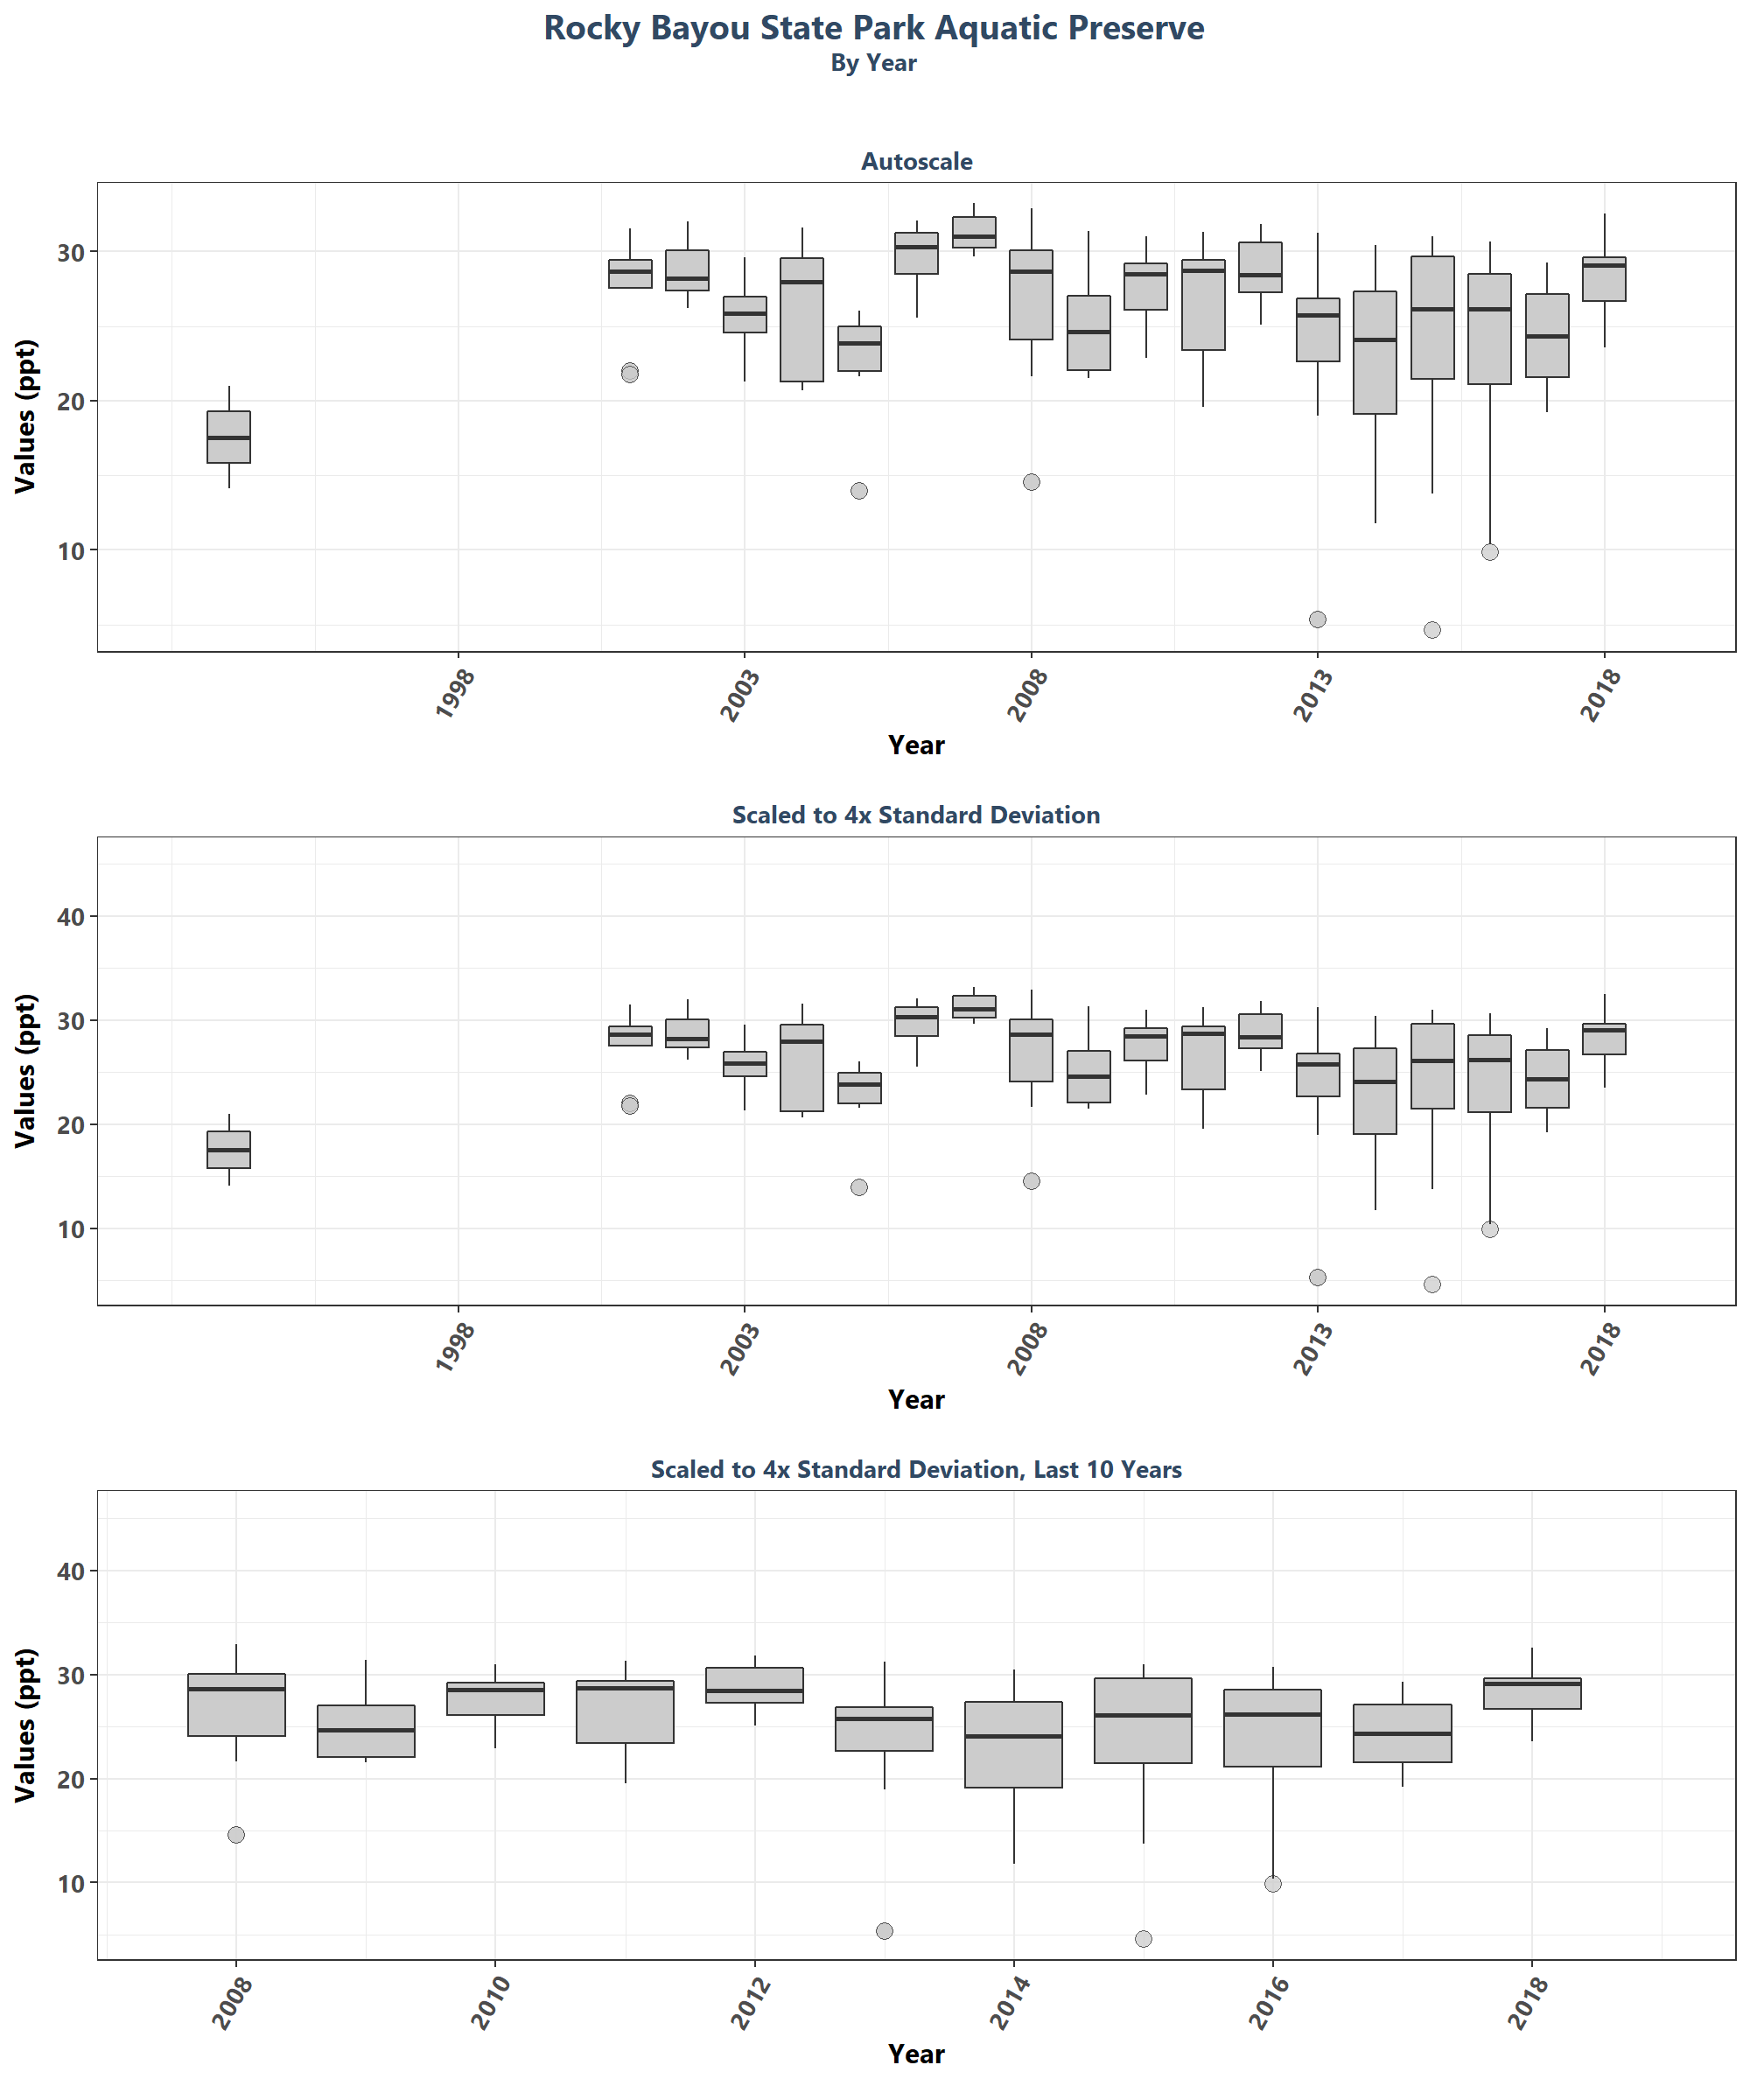 Rocky Bayou State Park Aquatic Preserve
By Year
Autoscale
Values (ppt)
30
20
10
1998 2003 2008 2013 2018
Year
Scaled to 4x Standard Deviation
Values (ppt)
40
30
20
10
1998 2003 2008 2013 2018
Year
Scaled to 4x Standard Deviation, Last 10 Years
Values (ppt)
40
30
20
10
2008 2010 2012 2014 2016 2018
Year